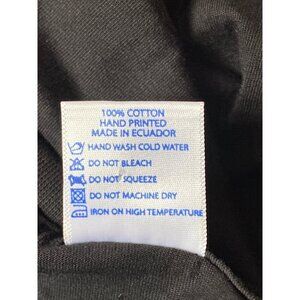 100% COTTON
HAND PRINTED
MADE IN ECUADOR
HAND WASH COLD WATER
DO NOT BLEACH
DO NOT SQUEEZE
DO NOT MACHINE DRY
IRON ON HIGH TEMPERATURE